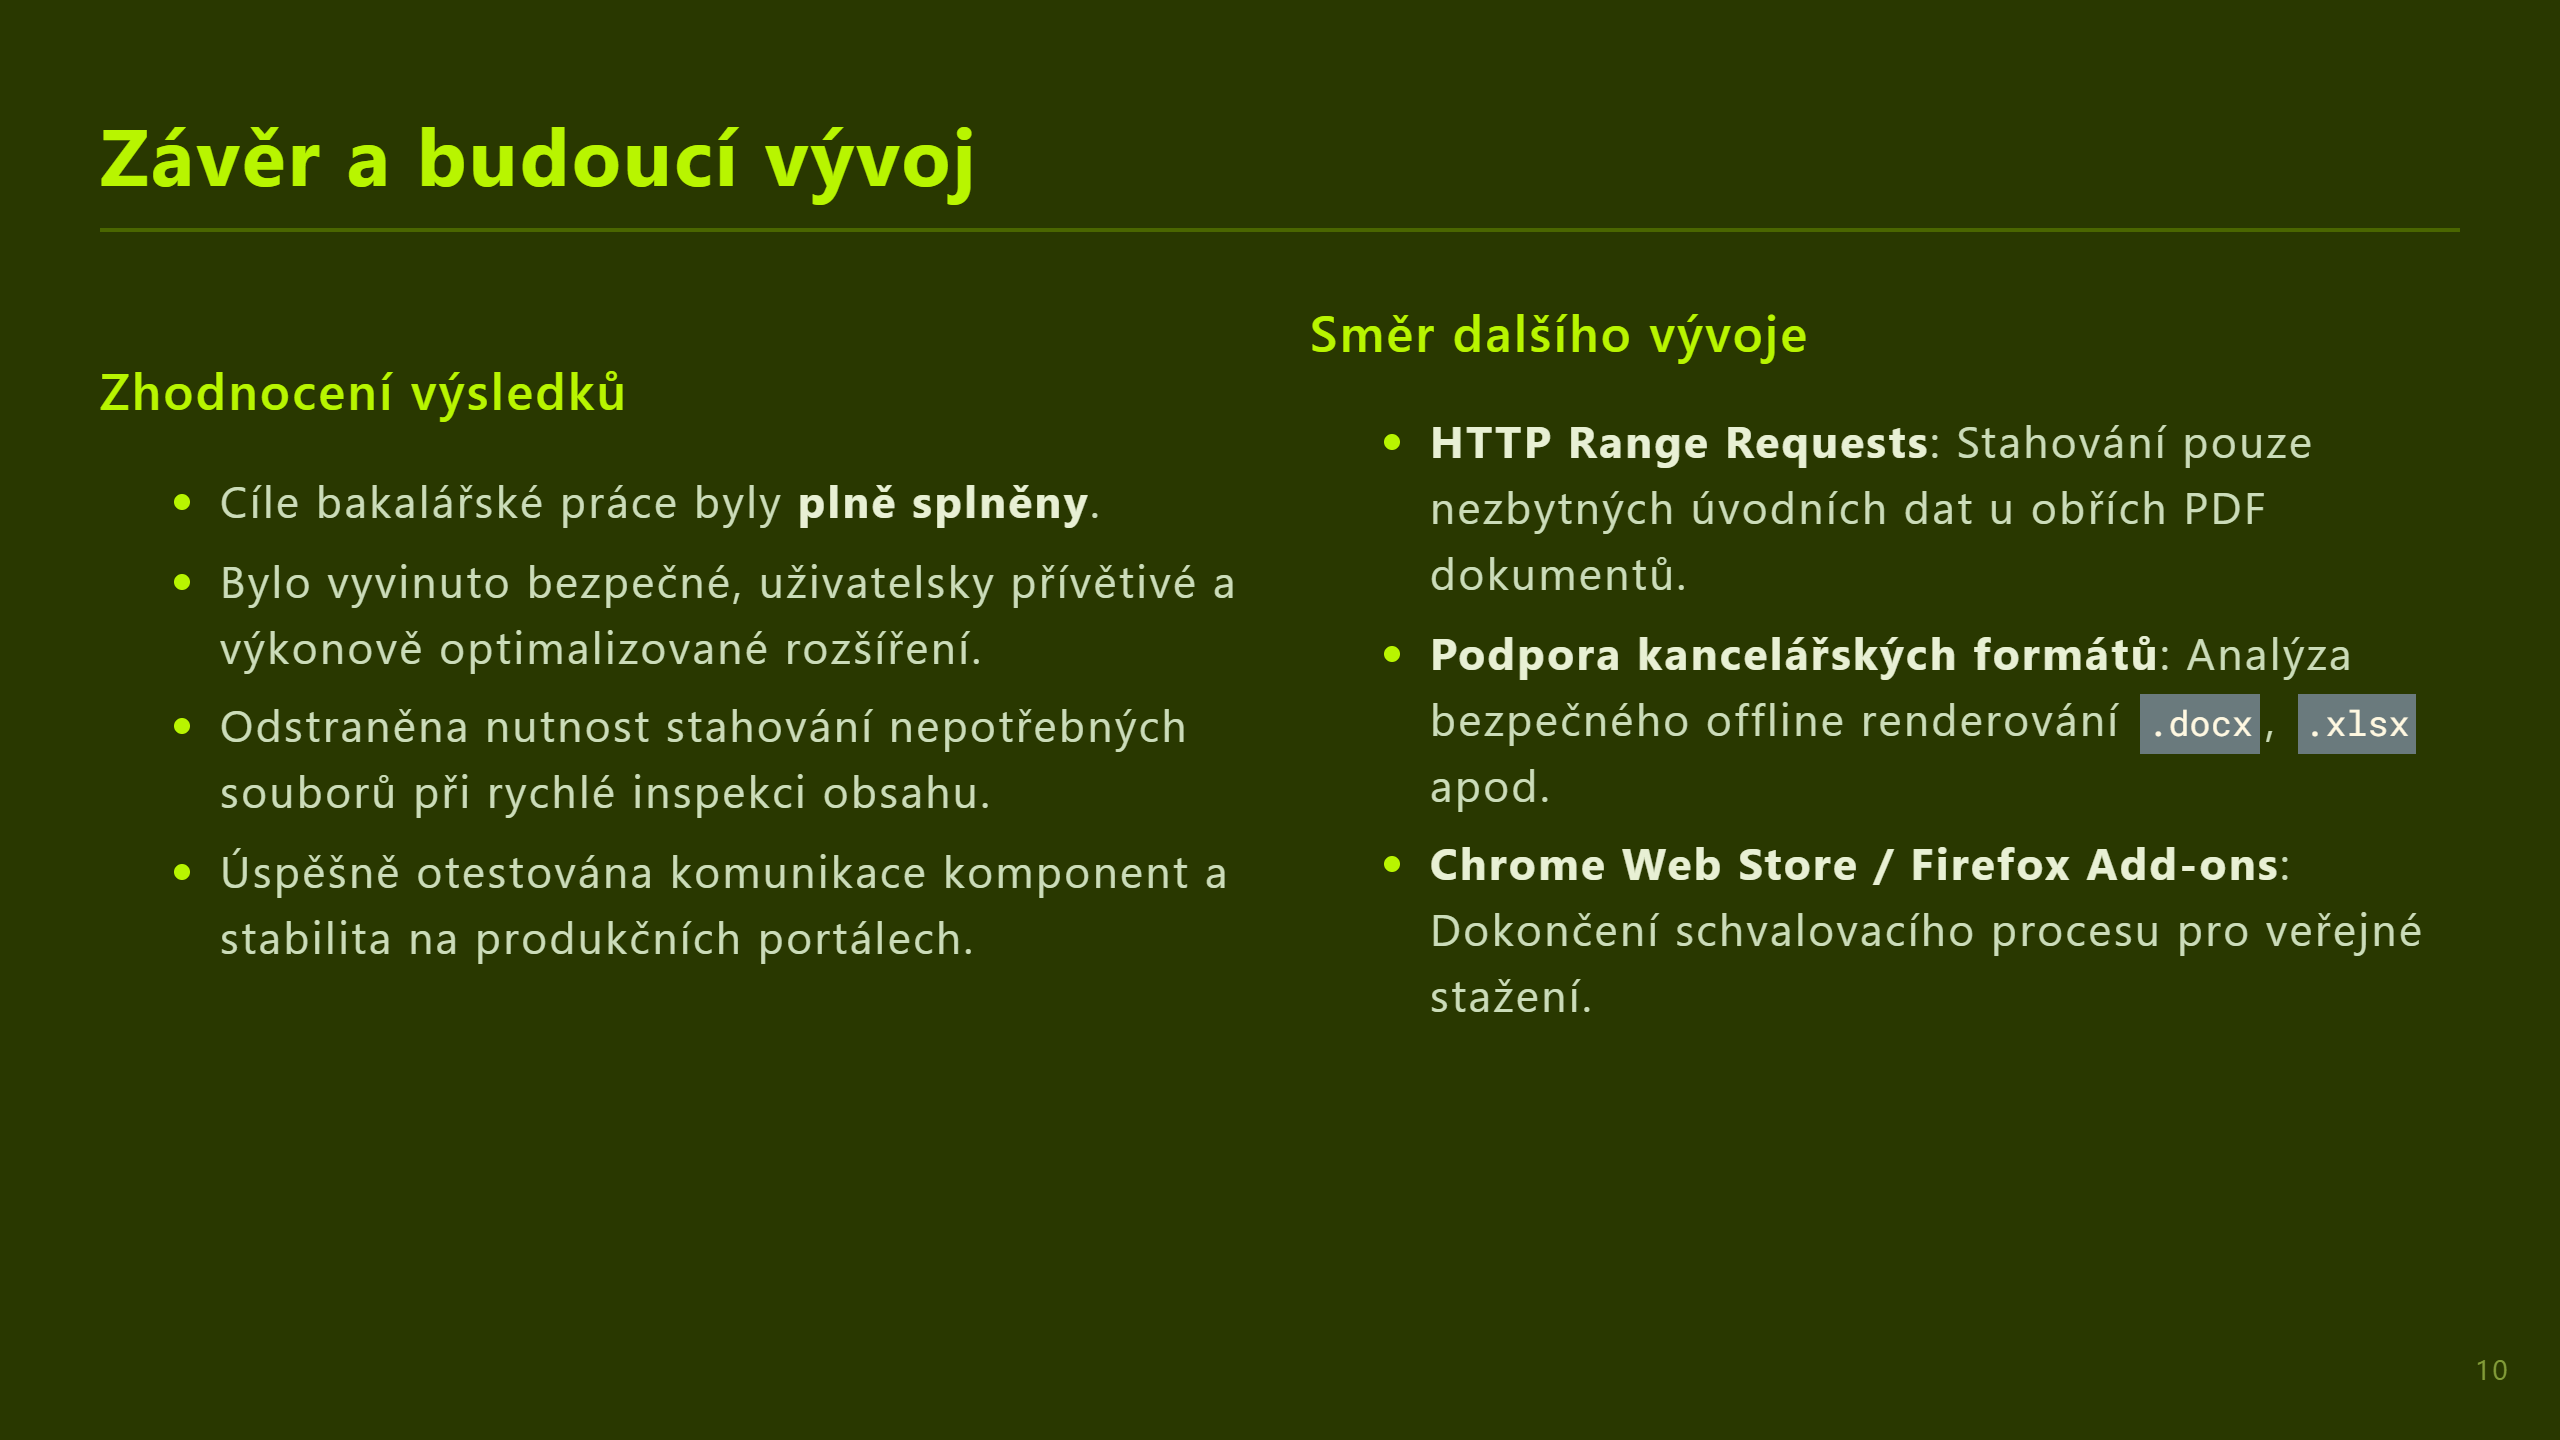 Závěr a budoucí vývoj
Zhodnocení výsledků
Cíle bakalářské práce byly plně splněny.
Bylo vyvinuto bezpečné, uživatelsky přívětivé a
výkonově optimalizované rozšíření.
Odstraněna nutnost stahování nepotřebných
souborů při rychlé inspekci obsahu.
Úspěšně otestována komunikace komponent a
stabilita na produkčních portálech.
Směr dalšího vývoje
HTTP Range Requests: Stahování pouze
nezbytných úvodních dat u obřích PDF
dokumentů.
Podpora kancelářských formátů: Analýza
bezpečného offline renderování .docx, .xlsx
apod.
Chrome Web Store / Firefox Add-ons:
Dokončení schvalovacího procesu pro veřejné
stažení.
10